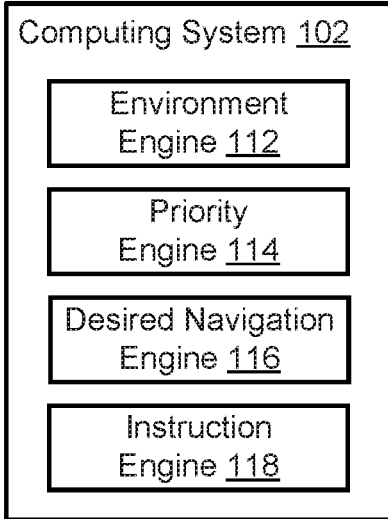 Computing System 102
Environment
Engine 112
Priority
Engine 114
Desired Navigation
Engine 116
Instruction
Engine 118